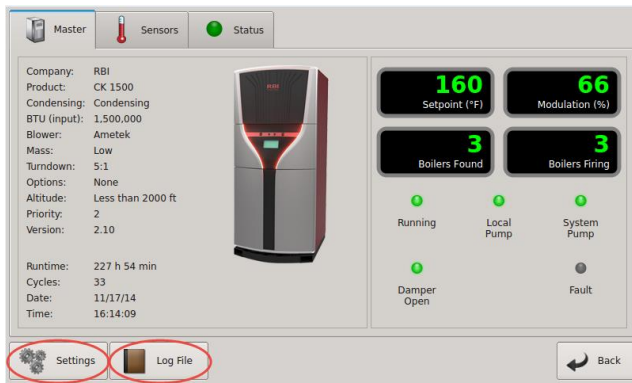 Master
Sensors
Status
Company: RBI
Product: CK 1500
Condensing: Condensing
BTU (input): 1,500,000
Blower: Ametek
Mass: Low
Turndown: 5:1
Options: None
Altitude: Less than 2000 ft
Priority: 2
Version: 2.10
Runtime: 227 h 54 min
Cycles: 33
Date: 11/17/14
Time: 16:14:09
RBI
160
Setpoint (°F)
66
Modulation (%)
3
Boilers Found
3
Boilers Firing
Running
Local
Pump
System
Pump
Damper
Open
Fault
Settings
Log File
Back